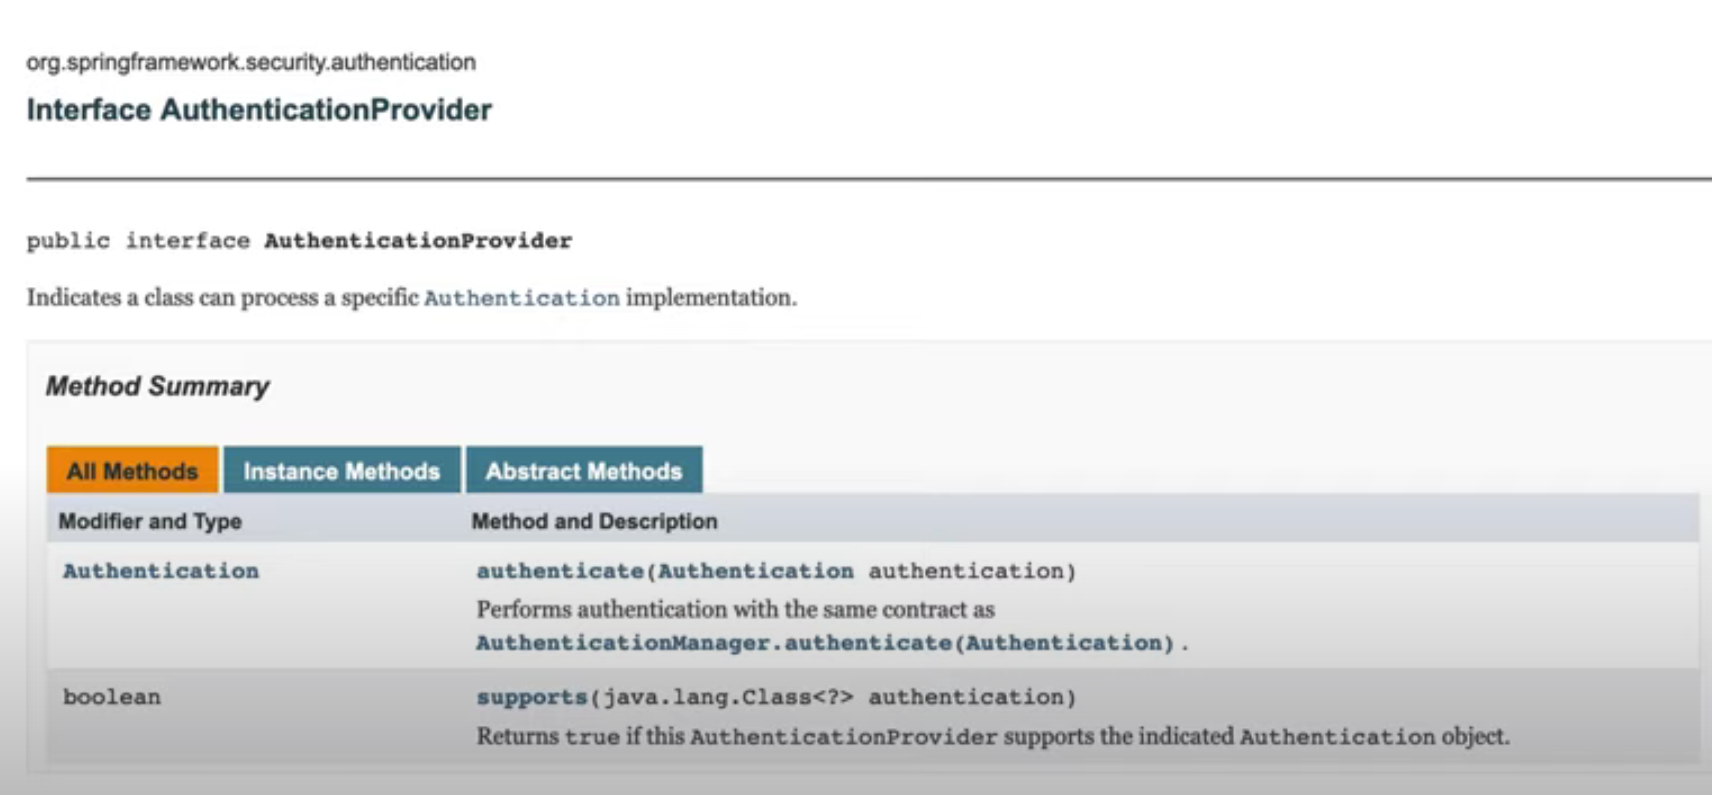 org.springframework.security.authentication
Interface AuthenticationProvider
public interface AuthenticationProvider
Indicates a class can process a specific Authentication implementation.
Method Summary
All Methods Instance Methods Abstract Methods
Modifier and Type Method and Description
Authentication authenticate(Authentication authentication)
Performs authentication with the same contract as
AuthenticationManager.authenticate(Authentication).
boolean supports(java.lang.Class<?> authentication)
Returns true if this AuthenticationProvider supports the indicated Authentication object.